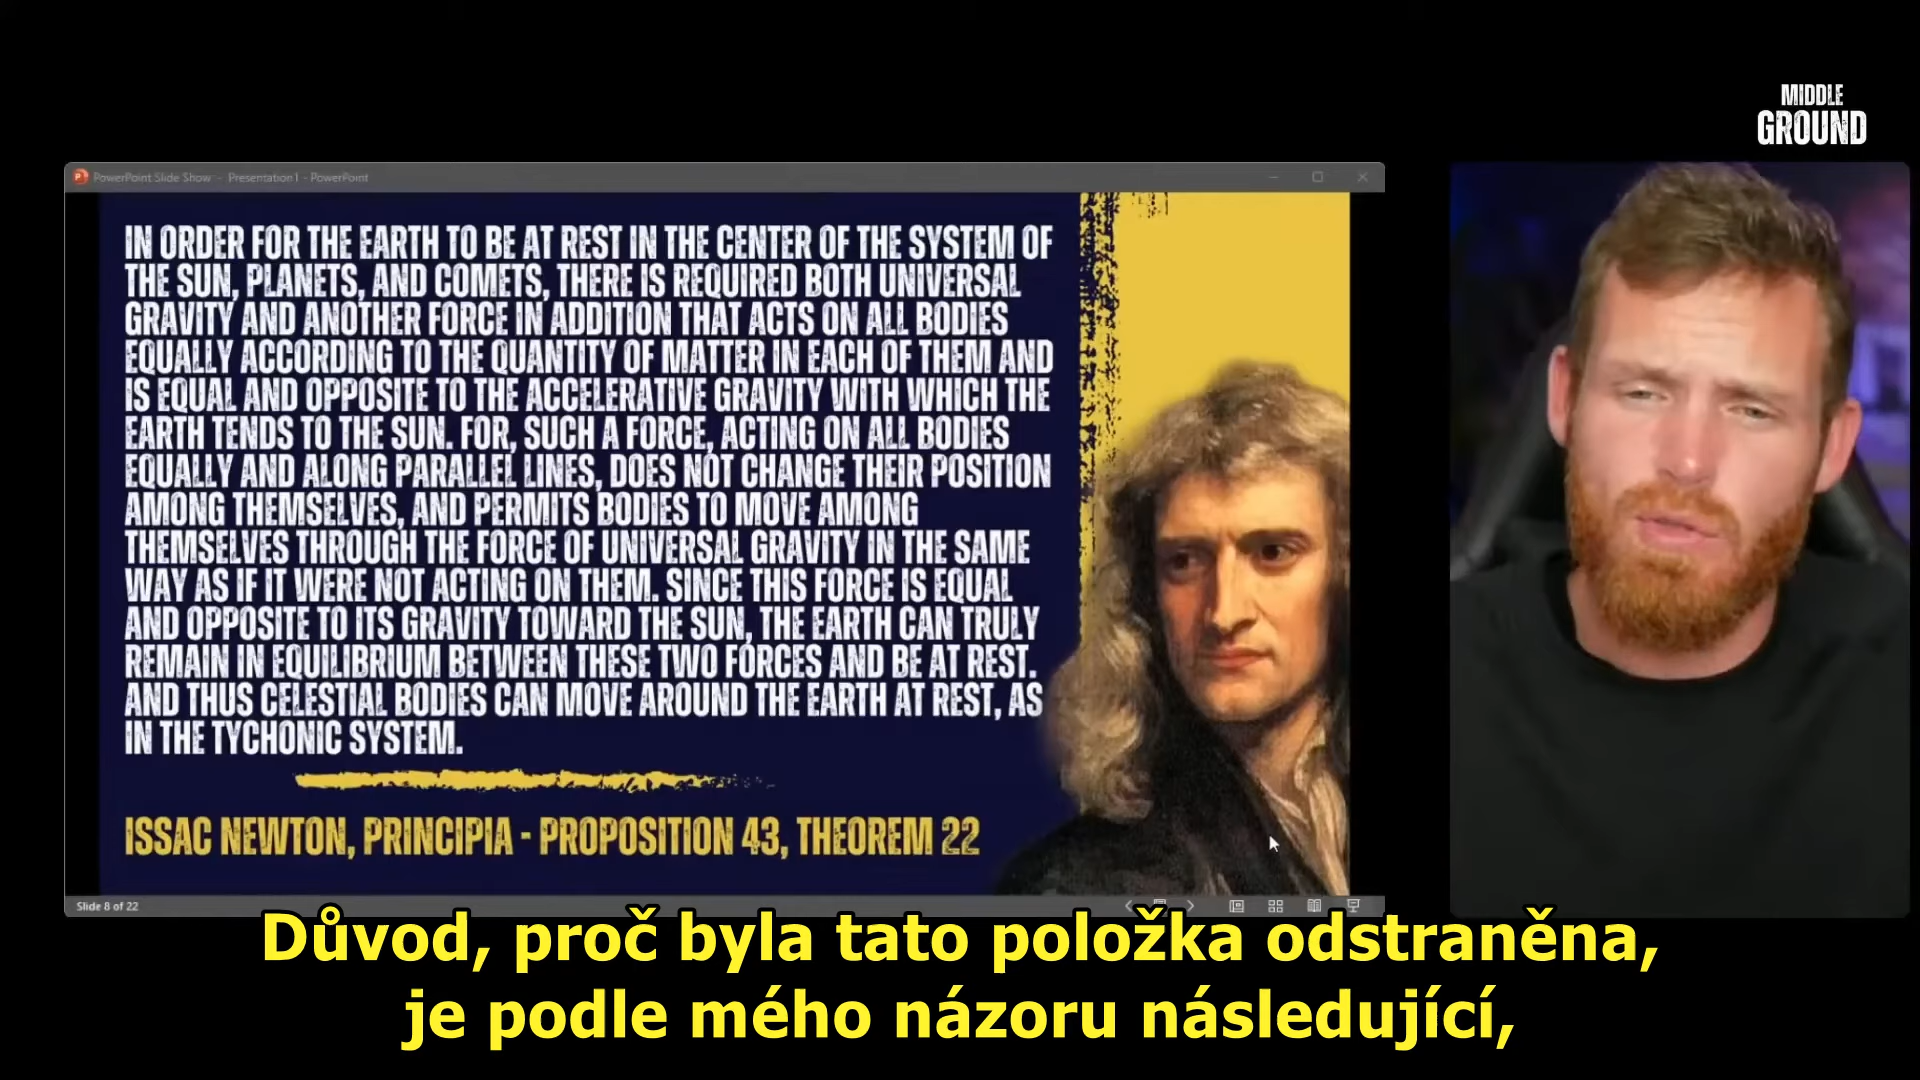 MIDDLE
GROUND
PowerPoint Slide Show - Presentation1 - PowerPoint
IN ORDER FOR THE EARTH TO BE AT REST IN THE CENTER OF THE SYSTEM OF
THE SUN, PLANETS, AND COMETS, THERE IS REQUIRED BOTH UNIVERSAL
GRAVITY AND ANOTHER FORCE IN ADDITION THAT ACTS ON ALL BODIES
EQUALLY ACCORDING TO THE QUANTITY OF MATTER IN EACH OF THEM AND
IS EQUAL AND OPPOSITE TO THE ACCELERATIVE GRAVITY WITH WHICH THE
EARTH TENDS TO THE SUN. FOR, SUCH A FORCE, ACTING ON ALL BODIES
EQUALLY AND ALONG PARALLEL LINES, DOES NOT CHANGE THEIR POSITION
AMONG THEMSELVES, AND PERMITS BODIES TO MOVE AMONG
THEMSELVES THROUGH THE FORCE OF UNIVERSAL GRAVITY IN THE SAME
WAY AS IF IT WERE NOT ACTING ON THEM. SINCE THIS FORCE IS EQUAL
AND OPPOSITE TO ITS GRAVITY TOWARD THE SUN, THE EARTH CAN TRULY
REMAIN IN EQUILIBRIUM BETWEEN THESE TWO FORCES AND BE AT REST.
AND THUS CELESTIAL BODIES CAN MOVE AROUND THE EARTH AT REST, AS
IN THE TYCHONIC SYSTEM.
ISSAC NEWTON, PRINCIPIA - PROPOSITION 43, THEOREM 22
Slide 8 of 22
Důvod, proč byla tato položka odstraněna,
je podle mého názoru následující,